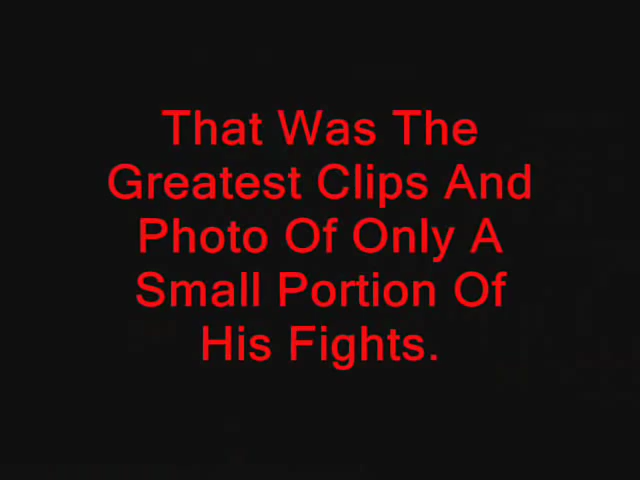 That Was The
Greatest Clips And
Photo Of Only A
Small Portion Of
His Fights.